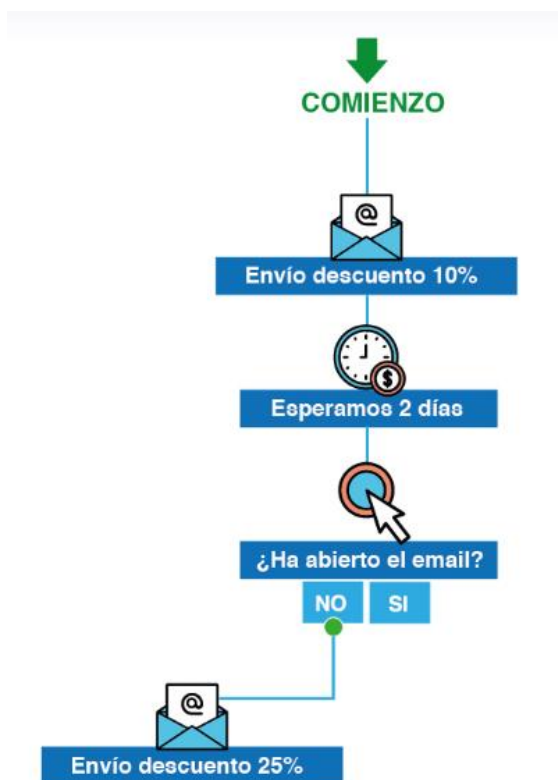 COMIENZO
@
Envío descuento 10%
$
Esperamos 2 días
¿Ha abierto el email?
NO SI
@
Envío descuento 25%